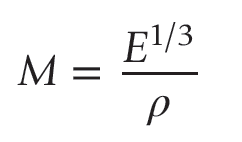 M = E^{1/3} / ρ